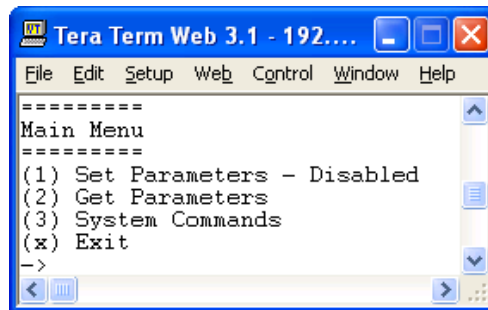 Tera Term Web 3.1 - 192....
File Edit Setup Web Control Window Help
=========
Main Menu
=========
(1) Set Parameters - Disabled
(2) Get Parameters
(3) System Commands
(x) Exit
->